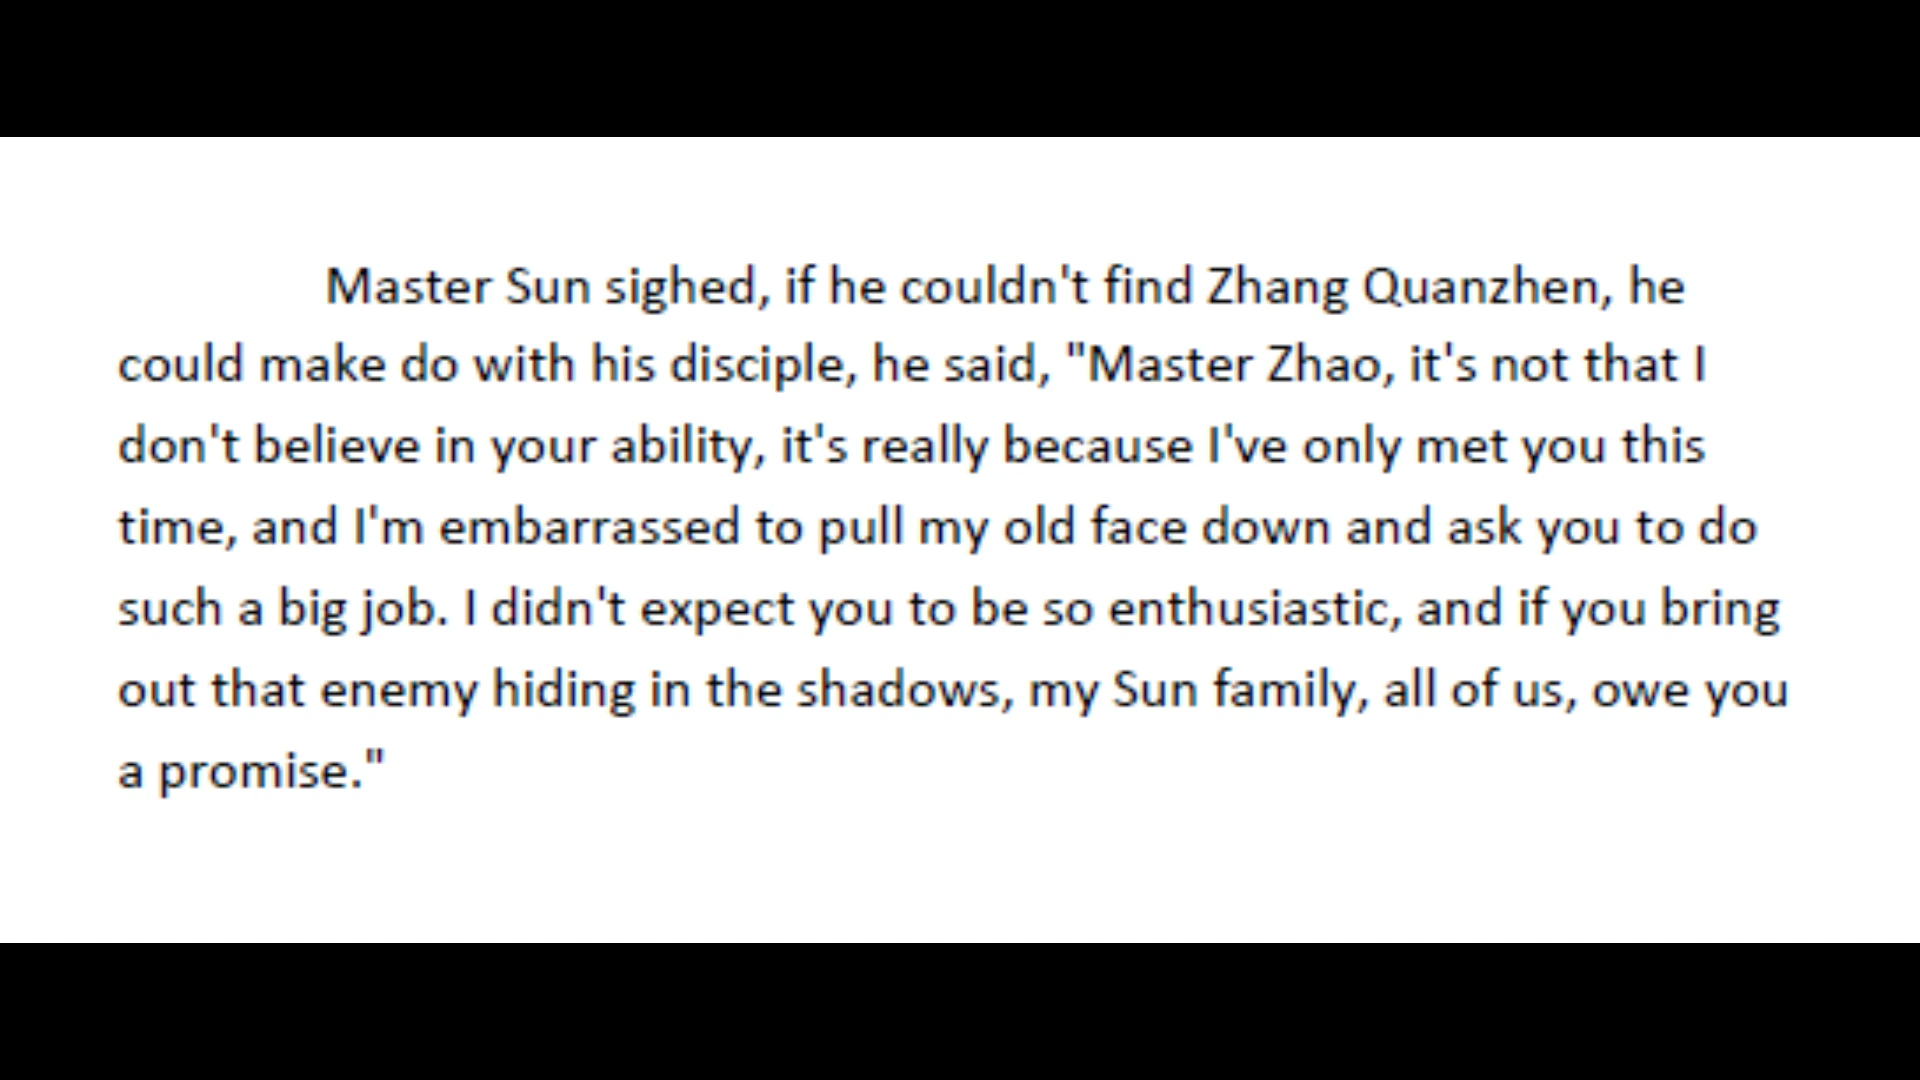 Master Sun sighed, if he couldn't find Zhang Quanzhen, he
could make do with his disciple, he said, "Master Zhao, it's not that I
don't believe in your ability, it's really because I've only met you this
time, and I'm embarrassed to pull my old face down and ask you to do
such a big job. I didn't expect you to be so enthusiastic, and if you bring
out that enemy hiding in the shadows, my Sun family, all of us, owe you
a promise."